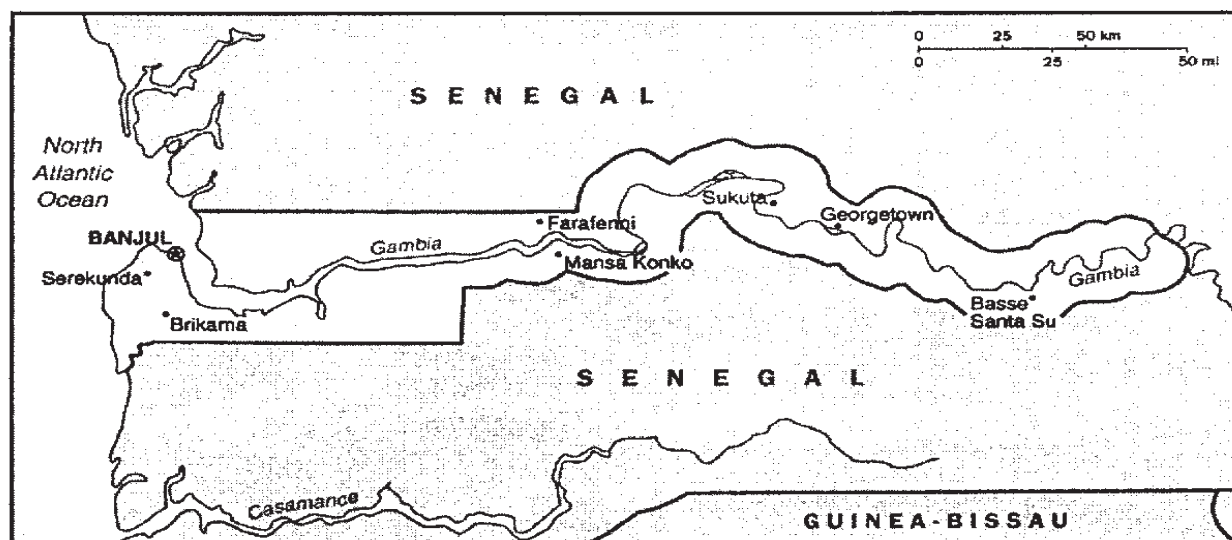 0 25 50 km
0 25 50 mi
SENEGAL
North
Atlantic
Ocean
Sukuta
Farafenni
Georgetown
BANJUL
Gambia
Mansa Konko
Serekunda
Gambia
Basse
Santa Su
Brikama
SENEGAL
Casamance
GUINEA-BISSAU